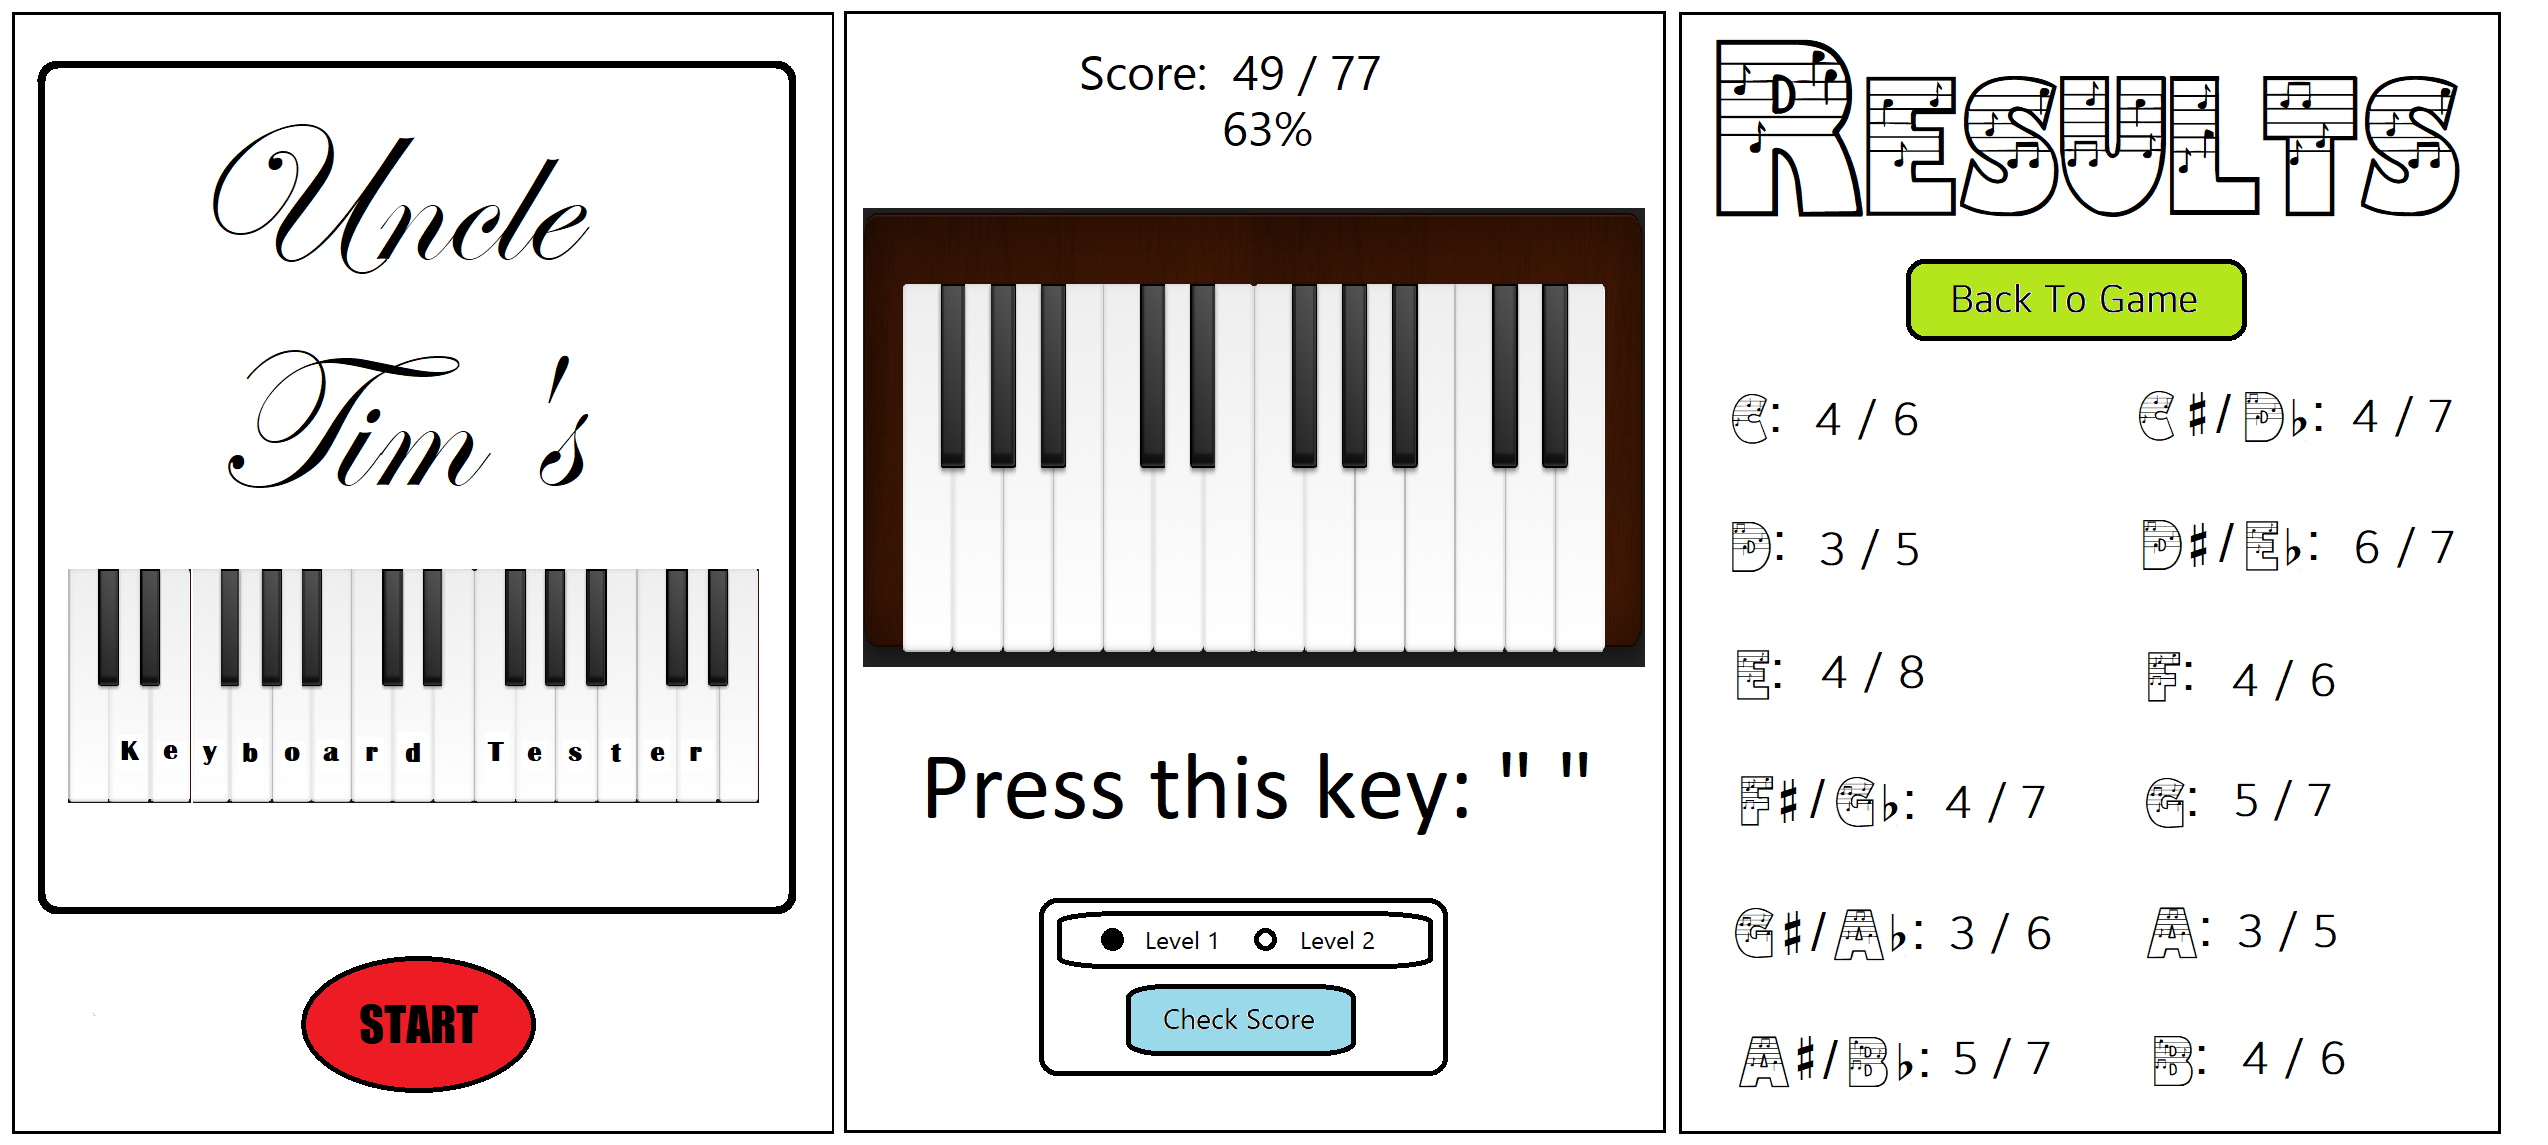 Uncle
Tim 's
Keyboard Tester
START
Score: 49 / 77
63%
Press this key: " "
Level 1 Level 2
Check Score
RESULTS
Back To Game
C: 4 / 6 C♯/D♭: 4 / 7
D: 3 / 5 D♯/E♭: 6 / 7
E: 4 / 8 F: 4 / 6
F♯/G♭: 4 / 7 G: 5 / 7
G♯/A♭: 3 / 6 A: 3 / 5
A♯/B♭: 5 / 7 B: 4 / 6